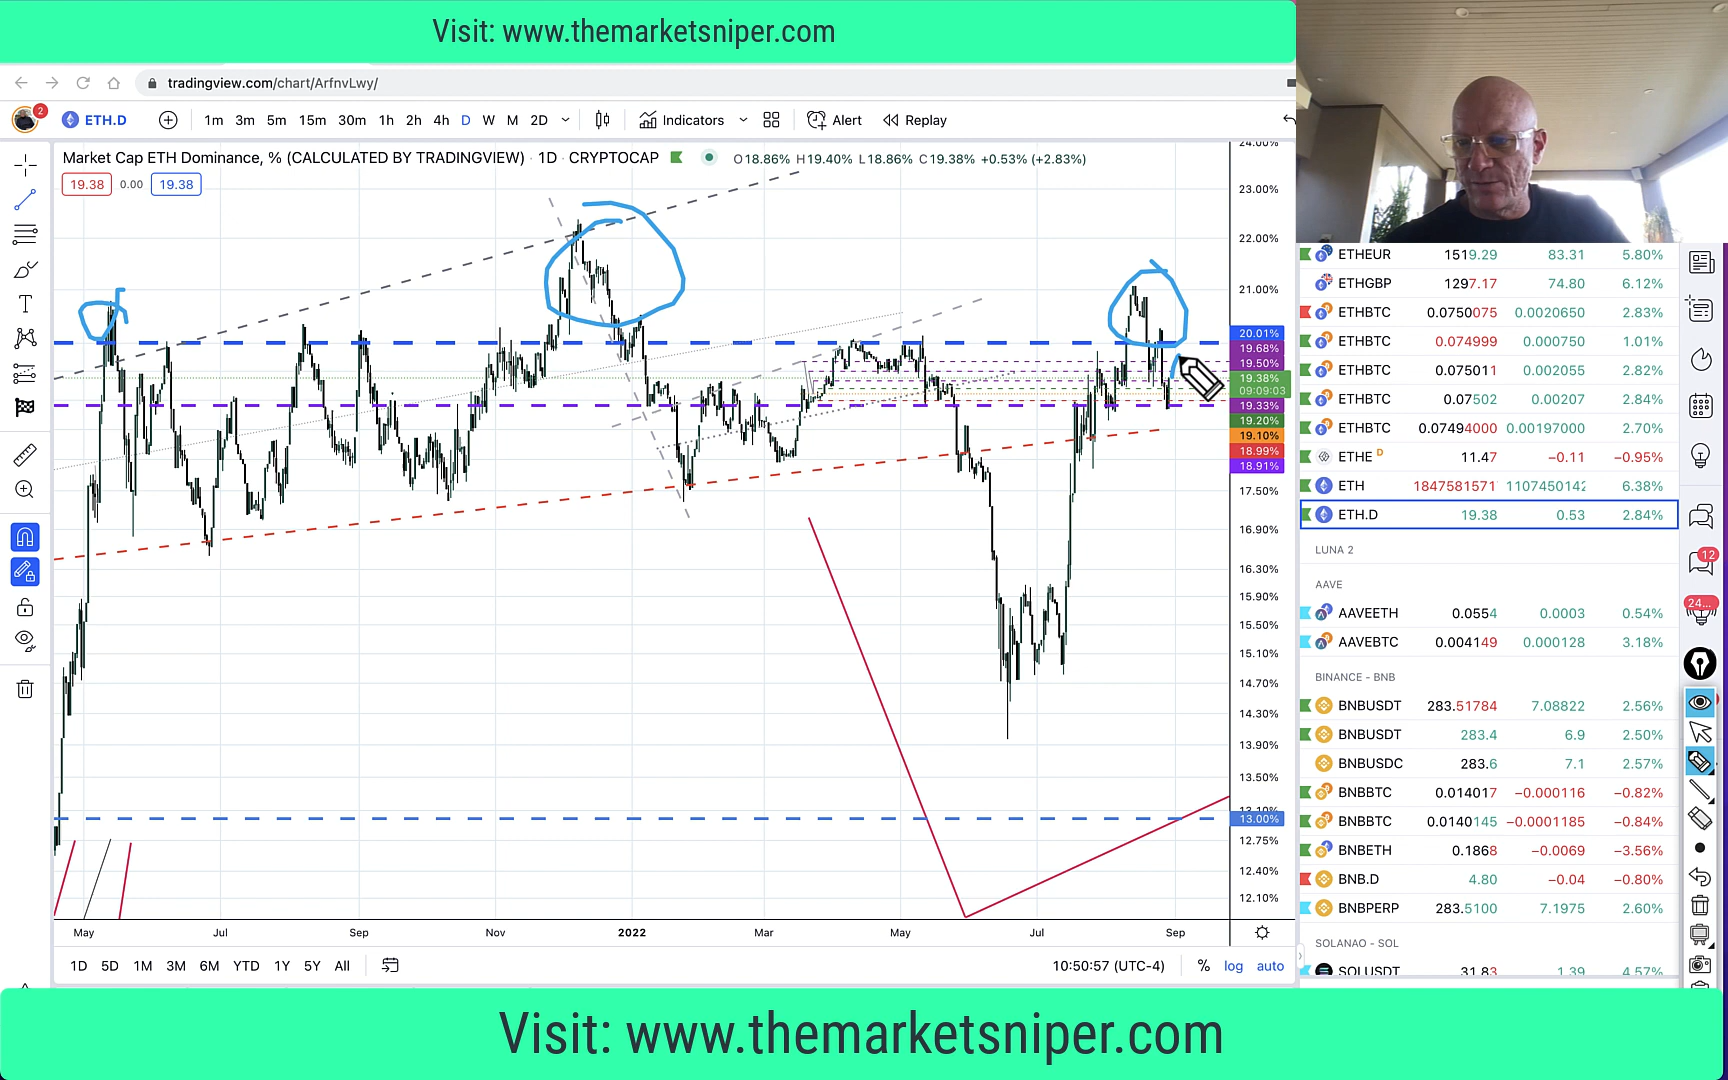 Visit: www.themarketsniper.com
tradingview.com/chart/ArfnvLwy/
2
ETH.D
1m 3m 5m 15m 30m 1h 2h 4h D W M 2D
Indicators
Alert
Replay
Market Cap ETH Dominance, % (CALCULATED BY TRADINGVIEW) · 1D · CRYPTOCAP
O18.86% H19.40% L18.86% C19.38% +0.53% (+2.83%)
19.38 0.00 19.38
24.00%
23.00%
22.00%
21.00%
20.01%
19.68%
19.50%
19.38%
09:09:03
19.33%
19.20%
19.10%
18.99%
18.91%
17.50%
16.90%
16.30%
15.90%
15.50%
15.10%
14.70%
14.30%
13.90%
13.50%
13.10%
13.00%
12.75%
12.40%
12.10%
May Jul Sep Nov 2022 Mar May Jul Sep
1D 5D 1M 3M 6M YTD 1Y 5Y All
10:50:57 (UTC-4) % log auto
ETHEUR 1519.29 83.31 5.80%
ETHGBP 1297.17 74.80 6.12%
ETHBTC 0.0750075 0.0020650 2.83%
ETHBTC 0.074999 0.000750 1.01%
ETHBTC 0.075011 0.002055 2.82%
ETHBTC 0.07502 0.00207 2.84%
ETHBTC 0.07494000 0.00197000 2.70%
ETHE D 11.47 −0.11 −0.95%
ETH 1847581571 1107450142 6.38%
ETH.D 19.38 0.53 2.84%
LUNA 2
AAVE
AAVEETH 0.0554 0.0003 0.54%
AAVEBTC 0.004149 0.000128 3.18%
BINANCE - BNB
BNBUSDT 283.51784 7.08822 2.56%
BNBUSDT 283.4 6.9 2.50%
BNBUSDC 283.6 7.1 2.57%
BNBBTC 0.014017 −0.000116 −0.82%
BNBBTC 0.0140145 −0.0001185 −0.84%
BNBETH 0.1868 −0.0069 −3.56%
BNB.D 4.80 −0.04 −0.80%
BNBPERP 283.5100 7.1975 2.60%
SOLANAO - SOL
SOLUSDT 31.83 1.39 4.57%
12
24...
Visit: www.themarketsniper.com